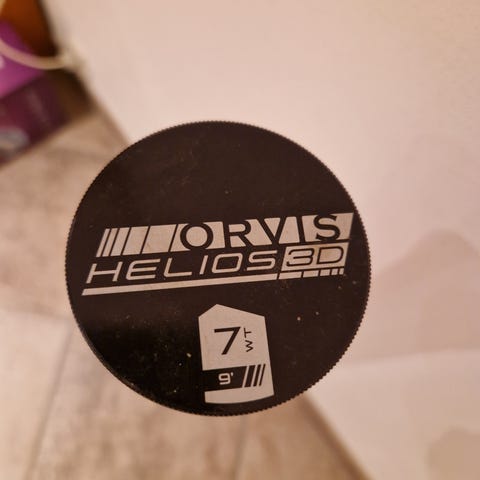 ORVIS
HELIOS 3D
7 WT
9'